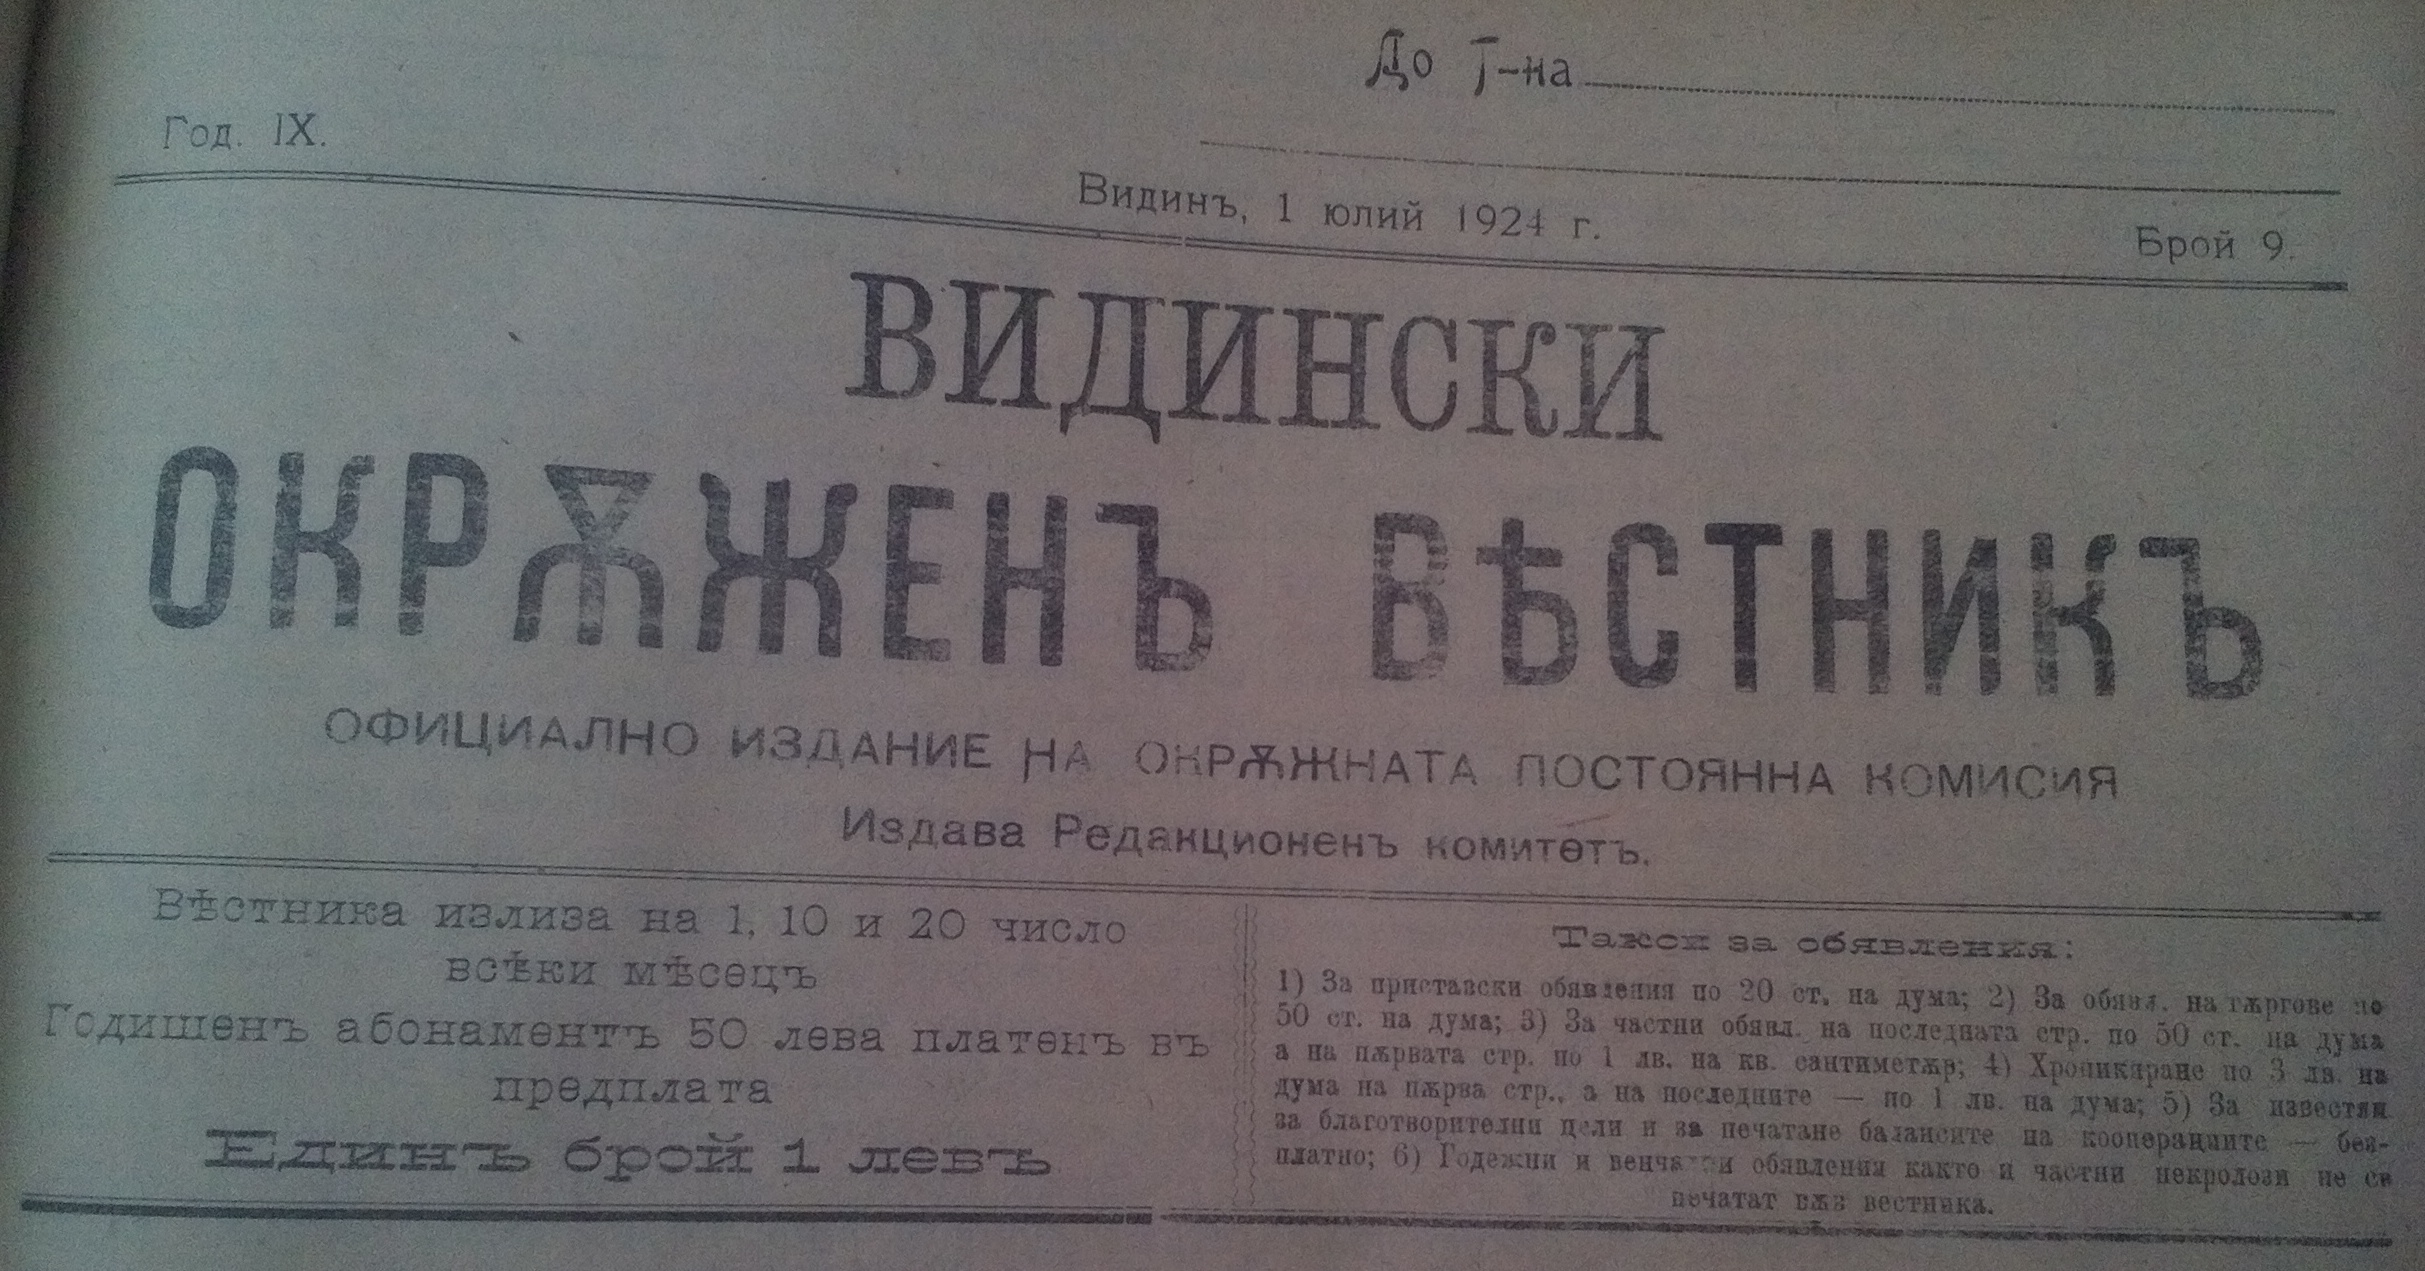 До Г-на
Год. IX.
Видинъ, 1 юлий 1924 г.
Брой 9.
ВИДИНСКИ
ОКРѪЖЕНЪ ВѢСТНИКЪ
ОФИЦИАЛНО ИЗДАНИЕ НА ОКРѪЖНАТА ПОСТОЯННА КОМИСИЯ
Издава Редакционенъ комитетъ.
Вѣстника излиза на 1, 10 и 20 число
всѣки мѣсецъ
Годишенъ абонаментъ 50 лева платенъ въ
предплата
Единъ брой 1 левъ
Такси за обявления:
1) За приставски обявления по 20 ст. на дума; 2) За обявл. на тѫргове по
50 ст. на дума; 3) За частни обявл. на последната стр. по 50 ст. на дума
а на пѫрвата стр. по 1 лв. на кв. сантиметѫр; 4) Хроникиране по 3 лв. на
дума на пѫрва стр., а на последните — по 1 лв. на дума; 5) За известия
за благотворителни цели и за печатане балансите на кооперациите — без-
платно; 6) Годежни и венчални обявления както и частни некролози не се
печатат вѫв вестника.